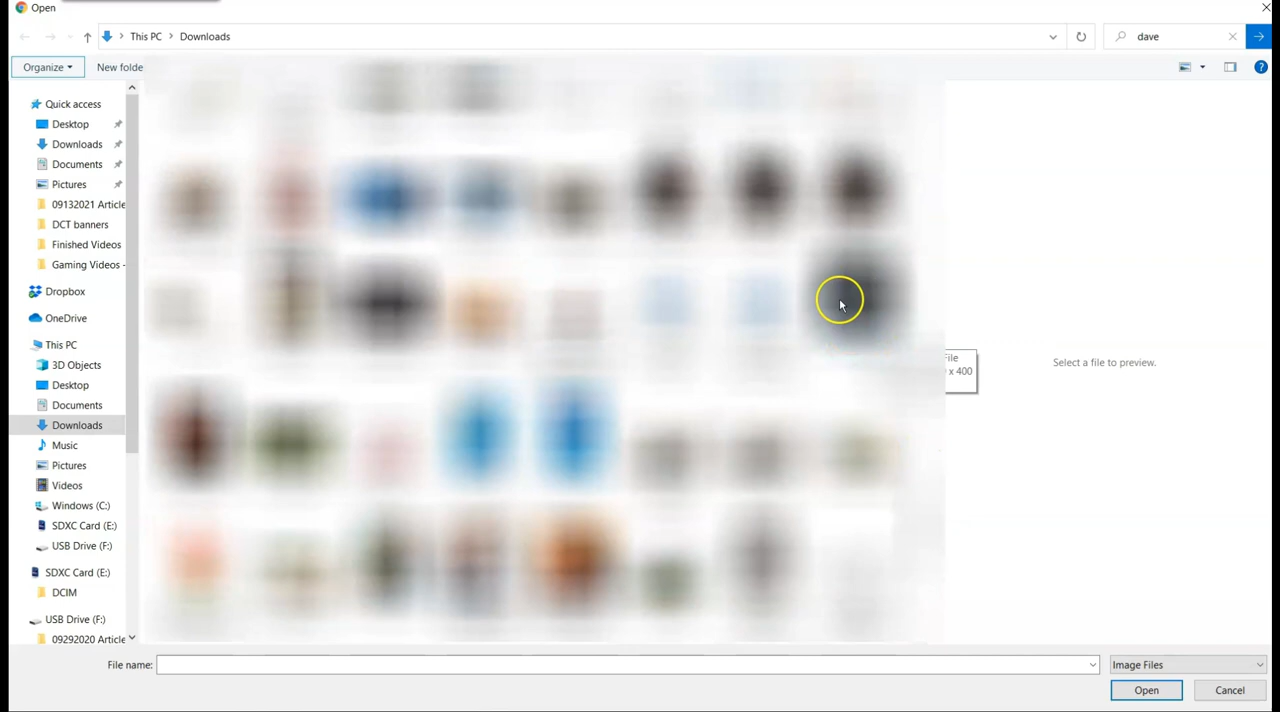 Open
This PC
Downloads
dave
Organize
New folde
Quick access
Desktop
Downloads
Documents
Pictures
09132021 Article
DCT banners
Finished Videos
Gaming Videos -
Dropbox
OneDrive
This PC
3D Objects
Desktop
Documents
Downloads
Music
Pictures
Videos
Windows (C:)
SDXC Card (E:)
USB Drive (F:)
SDXC Card (E:)
DCIM
USB Drive (F:)
09292020 Article
File
x 400
Select a file to preview.
File name:
Image Files
Open
Cancel